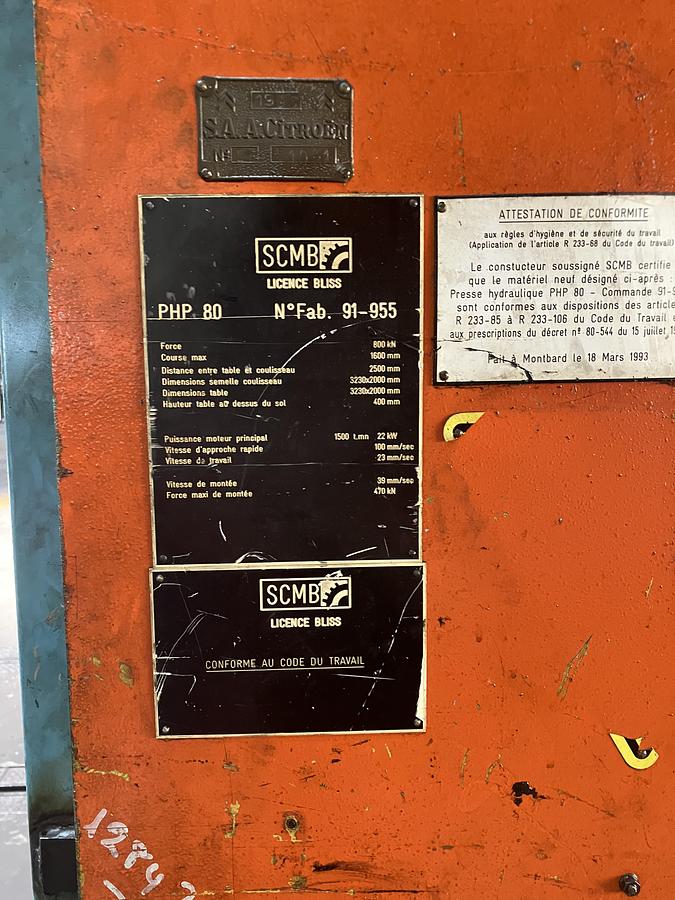 19
S.A.A.CITROËN
Nº
SCMB
LICENCE BLISS
PHP 80 N°Fab. 91-955
Force 800 kN
Course max 1600 mm
Distance entre table et coulisseau 2500 mm
Dimensions semelle coulisseau 3230x2000 mm
Dimensions table 3230x2000 mm
Hauteur table au dessus du sol 400 mm
Puissance moteur principal 1500 t.mn 22 kW
Vitesse d'approche rapide 100 mm/sec
Vitesse de travail 23 mm/sec
Vitesse de montée 39 mm/sec
Force maxi de montée 470 kN
SCMB
LICENCE BLISS
CONFORME AU CODE DU TRAVAIL
ATTESTATION DE CONFORMITE
aux règles d'hygiène et de sécurité du travail
(Application de l'article R 233-68 du Code du travail)
Le constucteur soussigné SCMB certifie
que le matériel neuf désigné ci-après :
Presse hydraulique PHP 80 - Commande 91-9
sont conformes aux dispositions des article
R 233-85 à R 233-106 du Code du Travail e
aux prescriptions du décret nº 80-544 du 15 juillet
Fait à Montbard le 18 Mars 1993